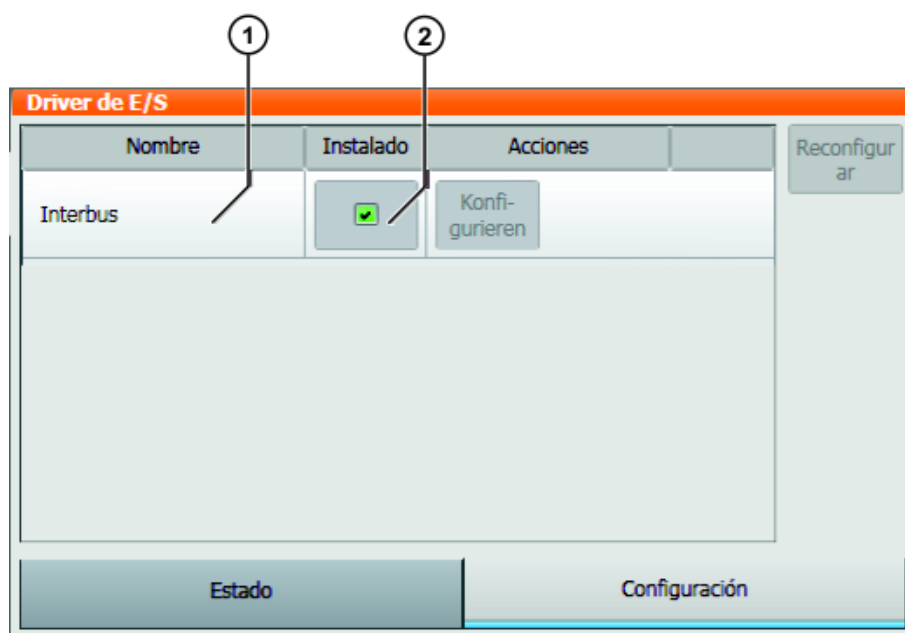 1 2
Driver de E/S
Nombre Instalado Acciones
Reconfigur
ar
Interbus
Konfi-
gurieren
Estado Configuración